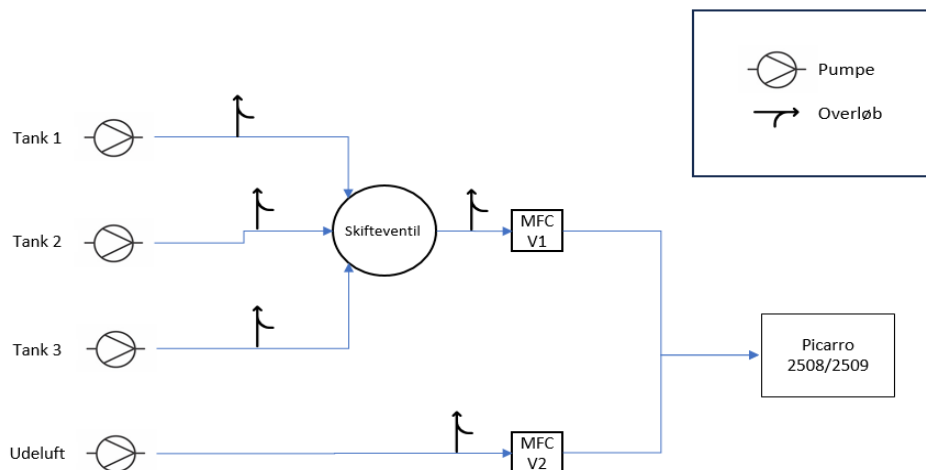 Pumpe
Overløb
Tank 1
Tank 2
Skifteventil
MFC
V1
Tank 3
Picarro
2508/2509
Udeluft
MFC
V2